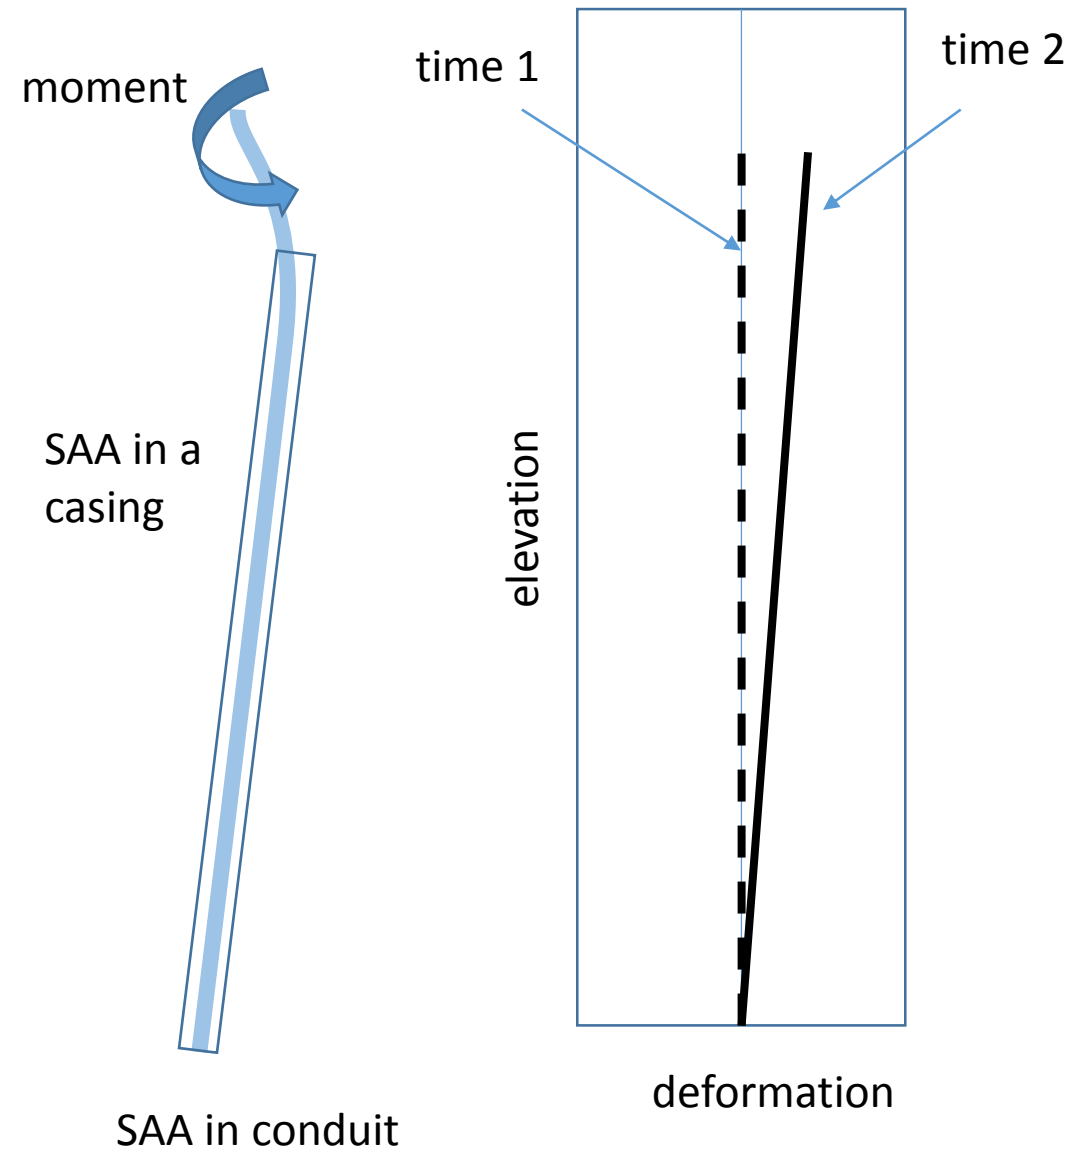 moment
SAA in a
casing
SAA in conduit
time 1
time 2
elevation
deformation